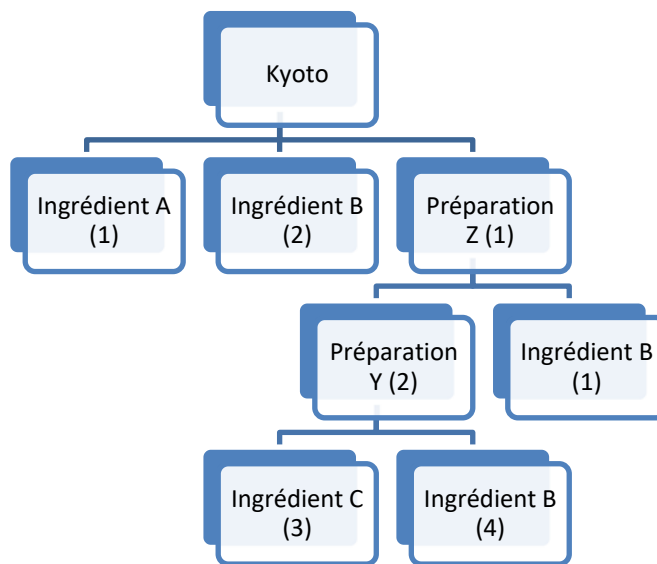 Kyoto
Ingrédient A
(1)
Ingrédient B
(2)
Préparation
Z (1)
Préparation
Y (2)
Ingrédient B
(1)
Ingrédient C
(3)
Ingrédient B
(4)